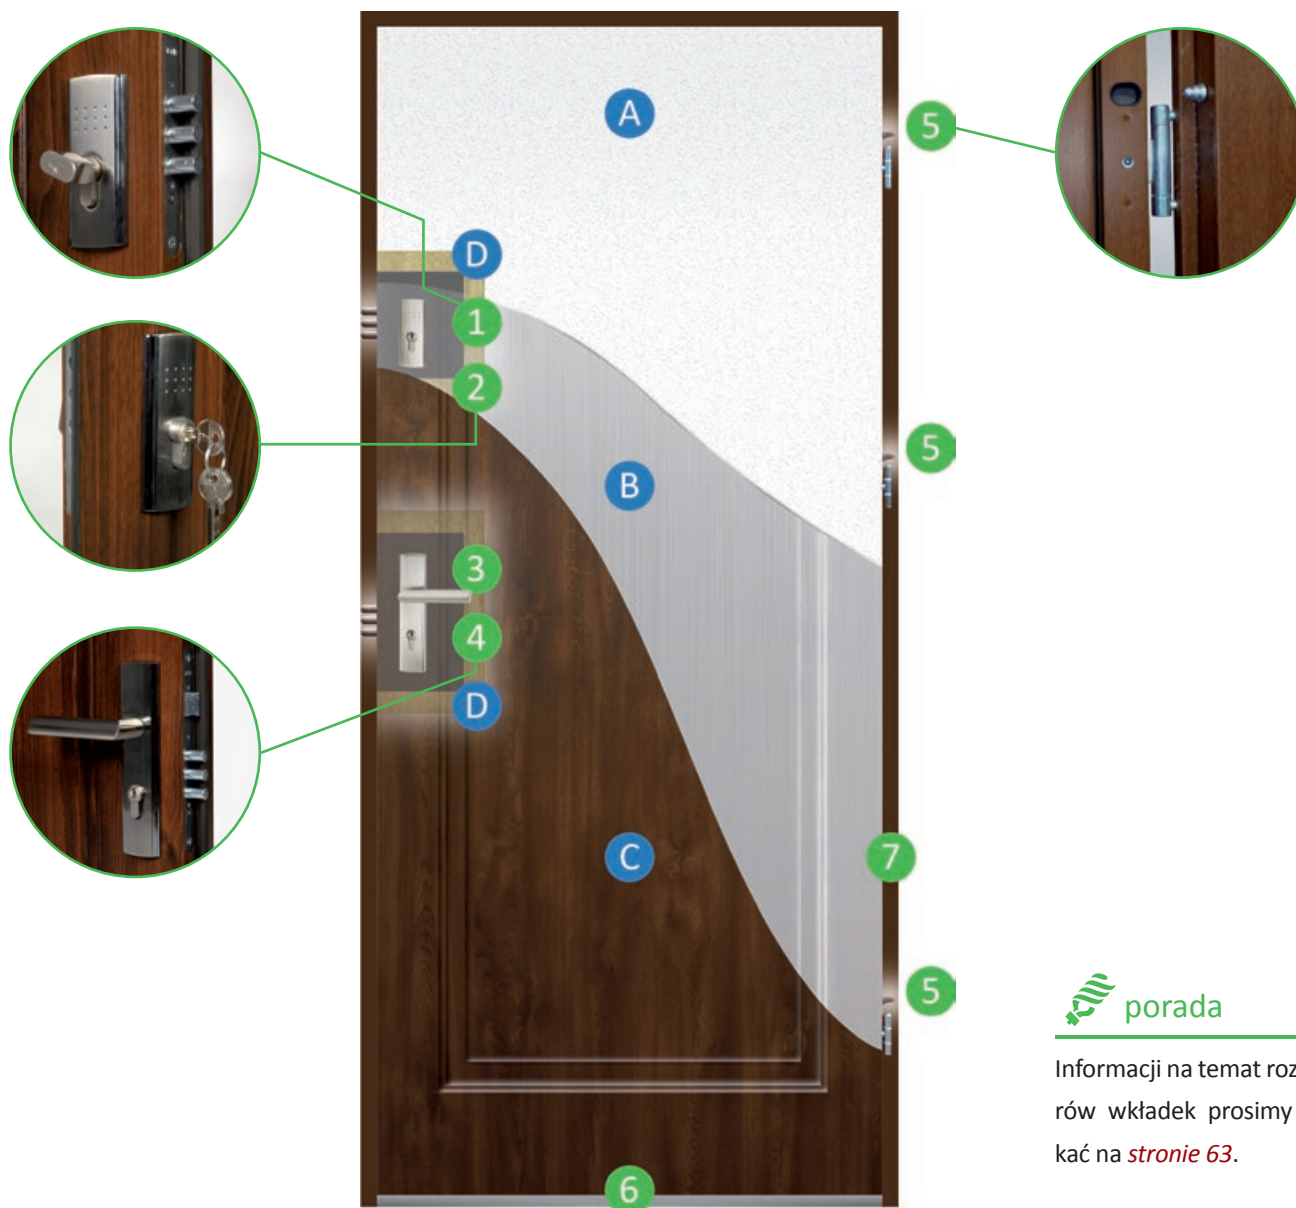 A
5
D
1
2
5
B
3
4
D
C
7
5
6
porada
Informacji na temat roz
rów wkładek prosimy
kać na stronie 63.